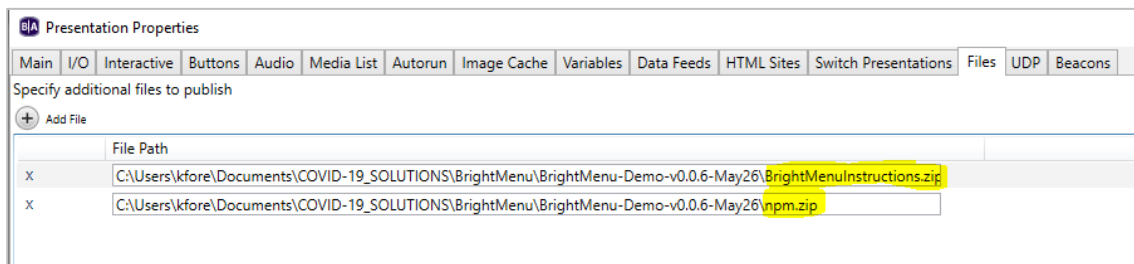 B|A Presentation Properties
Main I/O Interactive Buttons Audio Media List Autorun Image Cache Variables Data Feeds HTML Sites Switch Presentations Files UDP Beacons
Specify additional files to publish
+ Add File
File Path
x C:\Users\kfore\Documents\COVID-19_SOLUTIONS\BrightMenu\BrightMenu-Demo-v0.0.6-May26\BrightMenuInstructions.zip
x C:\Users\kfore\Documents\COVID-19_SOLUTIONS\BrightMenu\BrightMenu-Demo-v0.0.6-May26\npm.zip